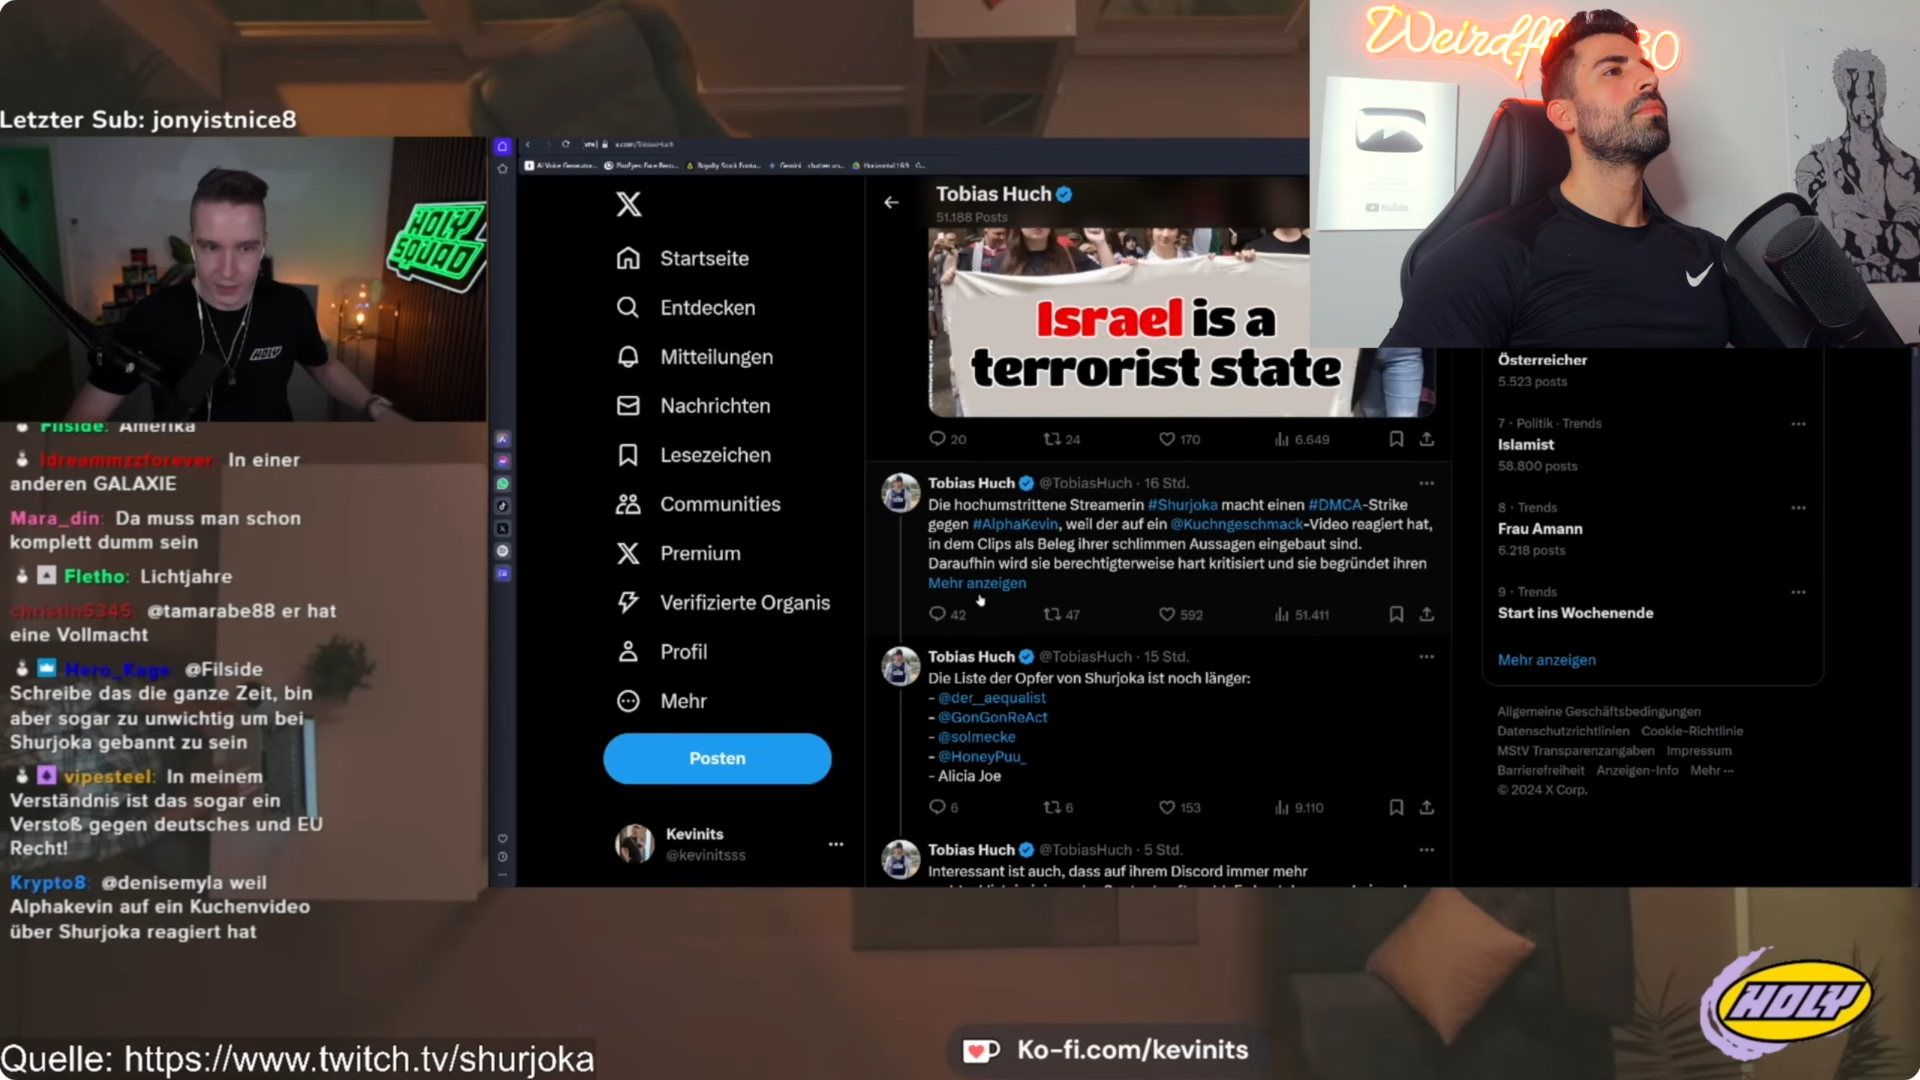 Letzter Sub: jonyistnice8
HOLY
SQUAD
HOLY
Filside: Amerika
Idreammzzforever In einer
anderen GALAXIE
Mara_din: Da muss man schon
komplett dumm sein
Fletho: Lichtjahre
christin5345 @tamarabe88 er hat
eine Vollmacht
Hero_Kage @Filside
Schreibe das die ganze Zeit, bin
aber sogar zu unwichtig um bei
Shurjoka gebannt zu sein
vipesteel: In meinem
Verständnis ist das sogar ein
Verstoß gegen deutsches und EU
Recht!
Krypto8: @denisemyla weil
Alphakevin auf ein Kuchenvideo
über Shurjoka reagiert hat
Quelle: https://www.twitch.tv/shurjoka
x.com/TobiasHuch
Startseite
Entdecken
Mitteilungen
Nachrichten
Lesezeichen
Communities
Premium
Verifizierte Organis
Profil
Mehr
Posten
Kevinits
@kevinitsss
Tobias Huch
51.188 Posts
Israel is a
terrorist state
20 24 170 6.649
Tobias Huch @TobiasHuch · 16 Std.
Die hochumstrittene Streamerin #Shurjoka macht einen #DMCA-Strike
gegen #AlphaKevin, weil der auf ein @Kuchngeschmack-Video reagiert hat,
in dem Clips als Beleg ihrer schlimmen Aussagen eingebaut sind.
Daraufhin wird sie berechtigterweise hart kritisiert und sie begründet ihren
Mehr anzeigen
42 47 592 51.411
Tobias Huch @TobiasHuch · 15 Std.
Die Liste der Opfer von Shurjoka ist noch länger:
- @der__aequalist
- @GonGonReAct
- @solmecke
- @HoneyPuu_
- Alicia Joe
6 6 153 9.110
Tobias Huch @TobiasHuch · 5 Std.
Interessant ist auch, dass auf ihrem Discord immer mehr
YouTube
Österreicher
5.523 posts
7 · Politik · Trends
Islamist
58.800 posts
8 · Trends
Frau Amann
6.218 posts
9 · Trends
Start ins Wochenende
Mehr anzeigen
Allgemeine Geschäftsbedingungen
Datenschutzrichtlinien Cookie-Richtlinie
MStV Transparenzangaben Impressum
Barrierefreiheit Anzeigen-Info Mehr ···
© 2024 X Corp.
HOLY
Ko-fi.com/kevinits